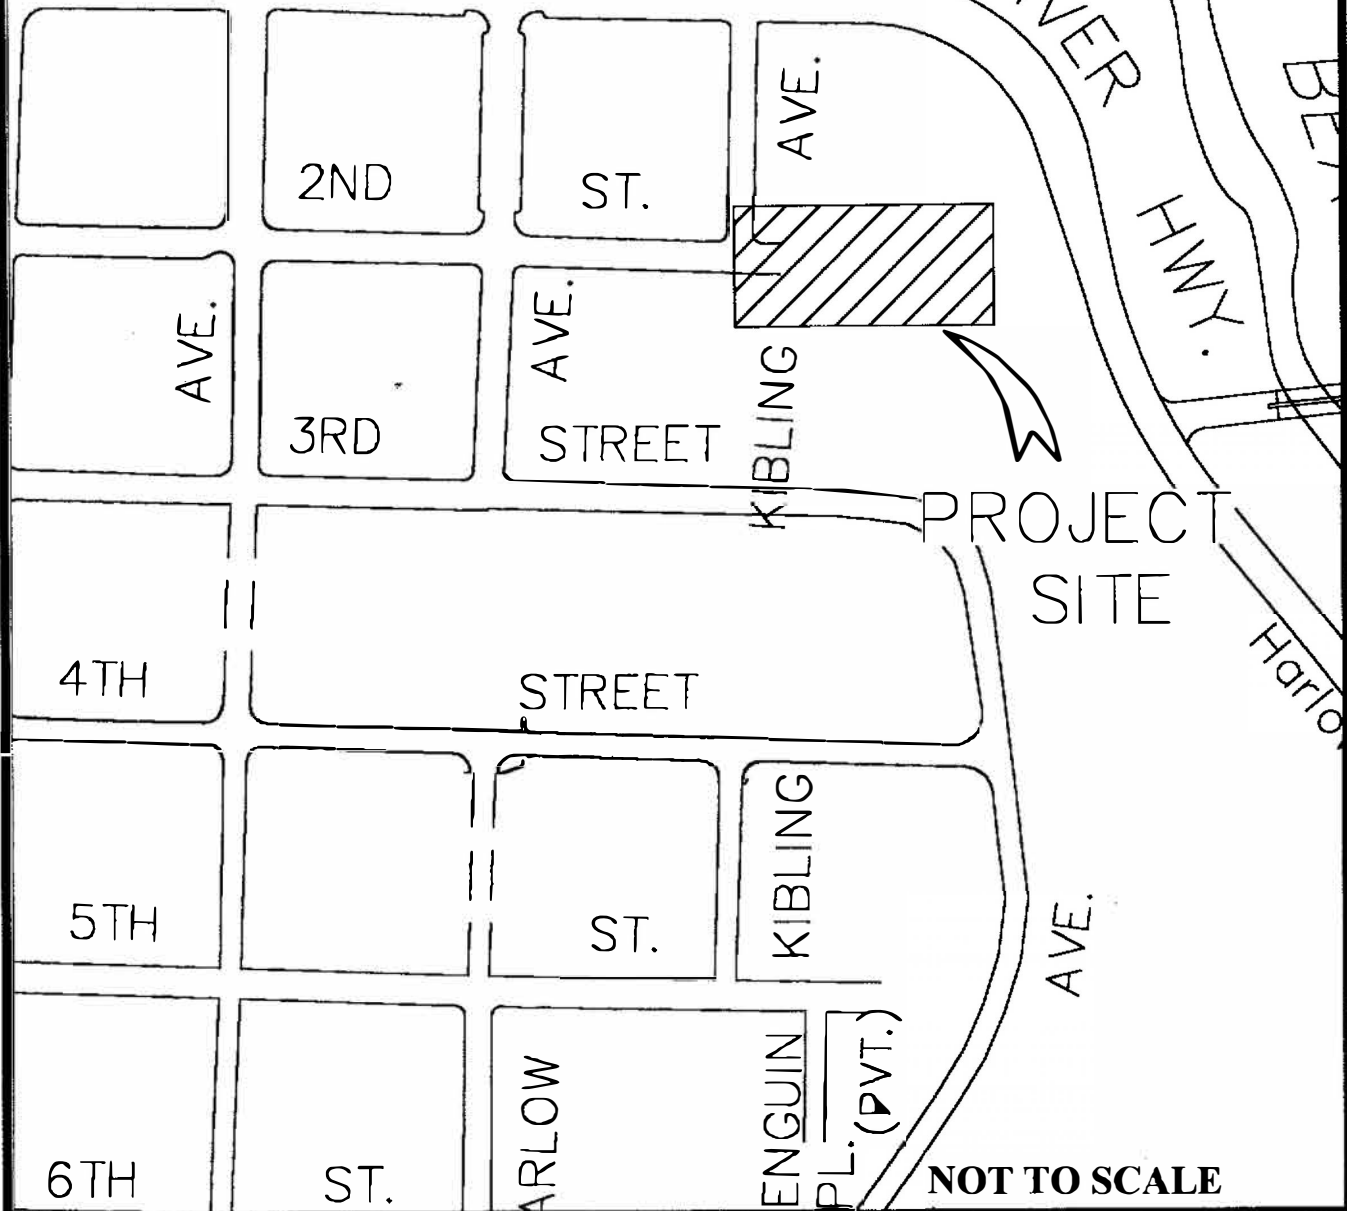 AVE.
HWY.
2ND ST.
AVE.
AVE.
KIBLING
3RD STREET
PROJECT
SITE
4TH STREET
KIBLING
5TH ST.
AVE.
ARLOW
ENGUIN
PL.
(PVT.)
6TH ST.
NOT TO SCALE